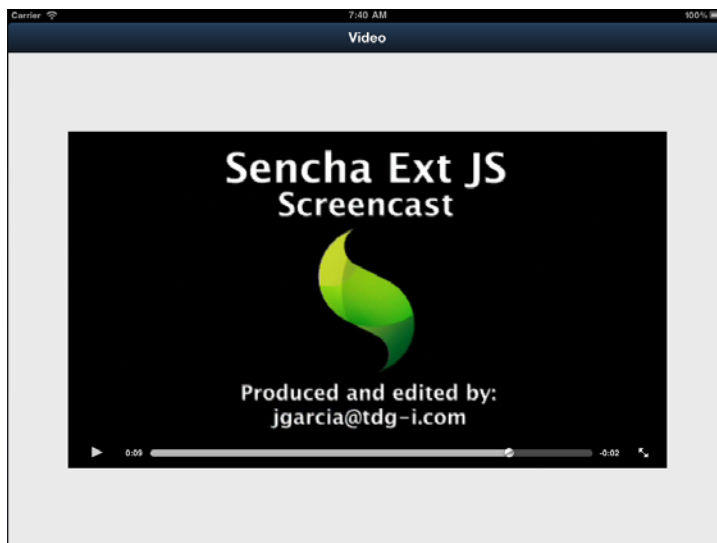 Carrier 7:40 AM 100%
Video
Sencha Ext JS
Screencast
Produced and edited by:
jgarcia@tdg-i.com
0:09 -0:02